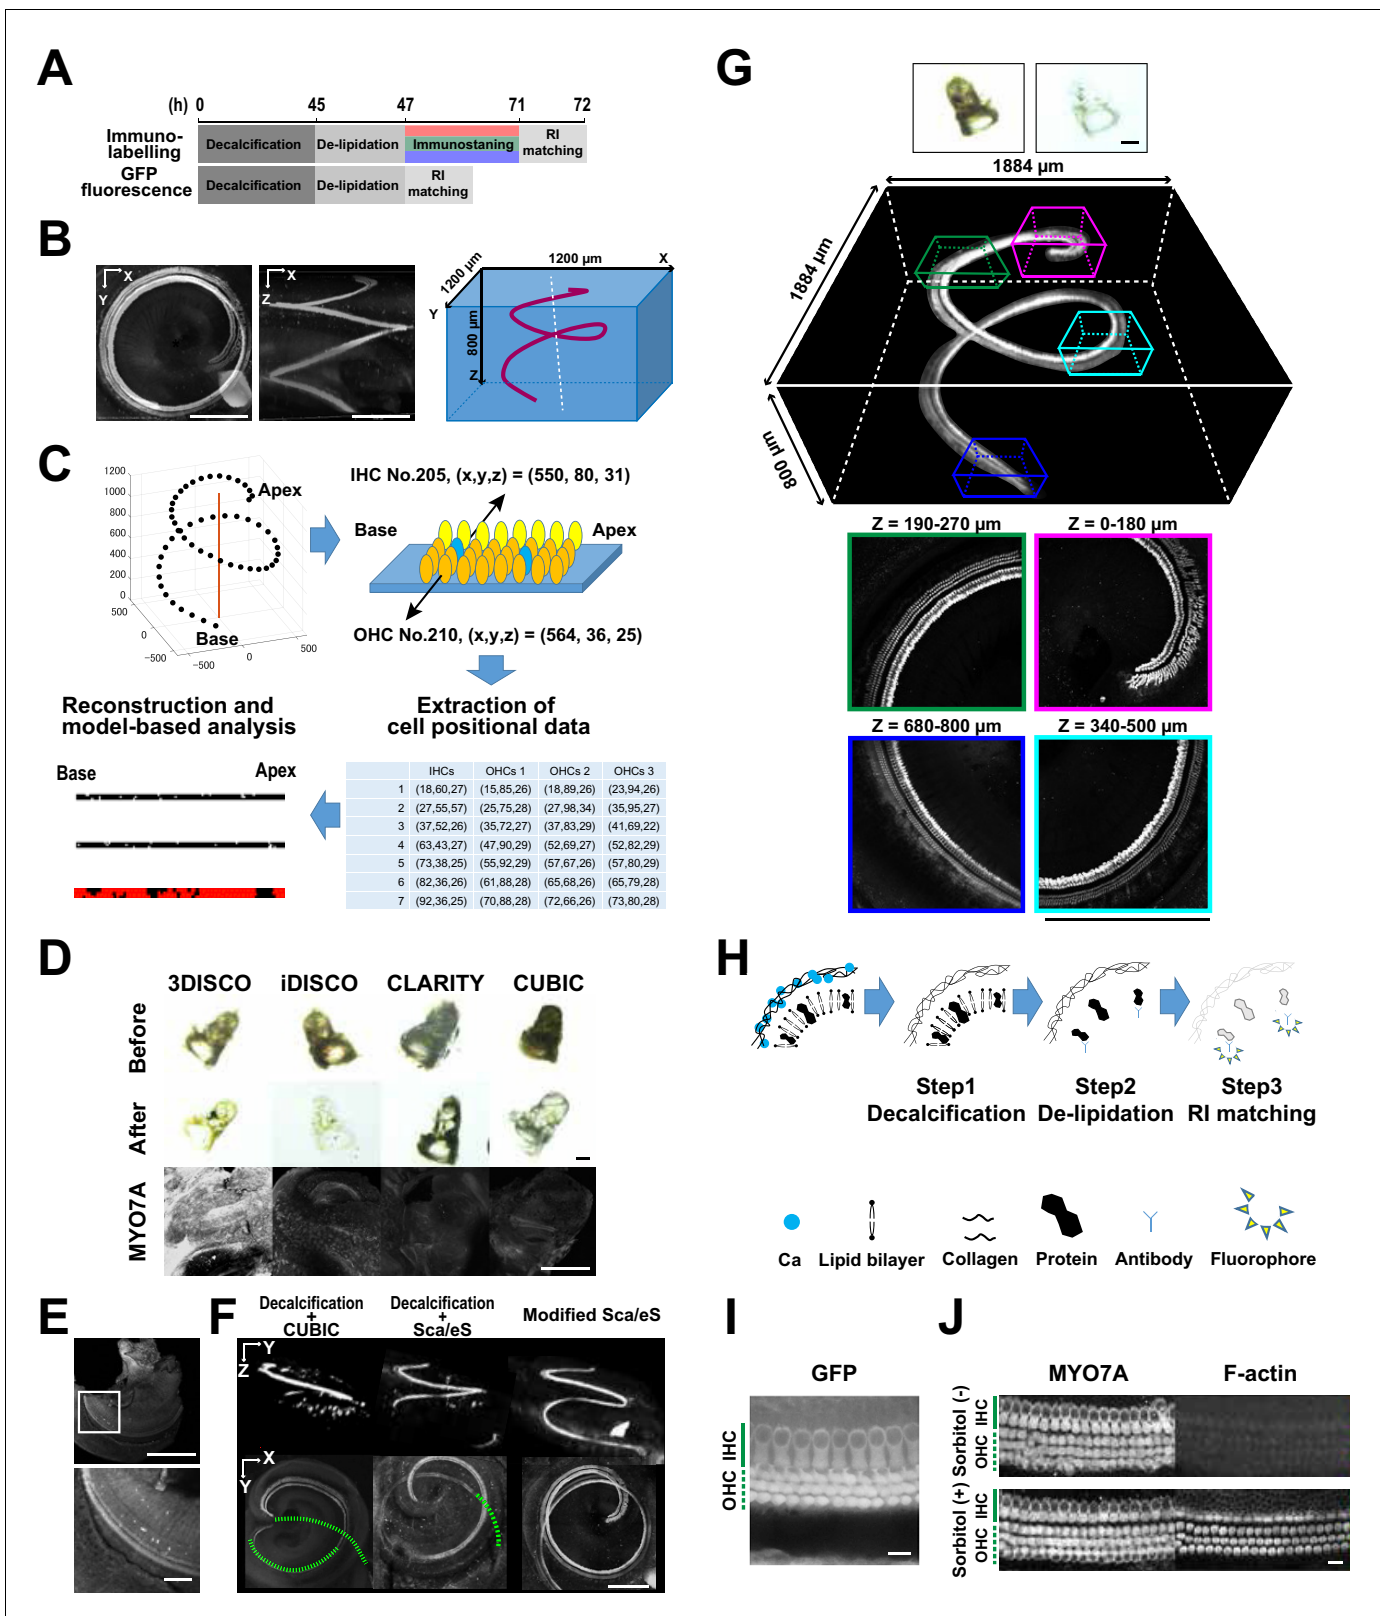 A
(h) 0 45 47 71 72
Immuno-
labelling
Decalcification
De-lipidation
Immunostaning
RI
matching
GFP
fluorescence
Decalcification
De-lipidation
RI
matching
B
X
Y
X
Z
1200 µm
1200 µm
X
Y
800 µm
Z
C
1200
1000
800
600
400
200
0
500
0
−500
−500
0
500
Apex
Base
IHC No.205, (x,y,z) = (550, 80, 31)
Base
Apex
OHC No.210, (x,y,z) = (564, 36, 25)
Reconstruction and
model-based analysis
Extraction of
cell positional data
Base
Apex
IHCs OHCs 1 OHCs 2 OHCs 3
1 (18,60,27) (15,85,26) (18,89,26) (23,94,26)
2 (27,55,57) (25,75,28) (27,98,34) (35,95,27)
3 (37,52,26) (35,72,27) (37,83,29) (41,69,22)
4 (63,43,27) (47,90,29) (52,69,27) (52,82,29)
5 (73,38,25) (55,92,29) (57,67,26) (57,80,29)
6 (82,36,26) (61,88,28) (65,68,26) (65,79,28)
7 (92,36,25) (70,88,28) (72,66,26) (73,80,28)
D
3DISCO iDISCO CLARITY CUBIC
Before
After
MYO7A
E
F
Decalcification
+
CUBIC
Decalcification
+
Sca/eS
Modified Sca/eS
Y
Z
X
Y
G
1884 µm
1884 µm
800 µm
Z = 190-270 µm
Z = 0-180 µm
Z = 680-800 µm
Z = 340-500 µm
H
Step1
Decalcification
Step2
De-lipidation
Step3
RI matching
Ca
Lipid bilayer
Collagen
Protein
Antibody
Fluorophore
I
GFP
IHC
OHC
J
MYO7A
F-actin
Sorbitol (-)
IHC
OHC
Sorbitol (+)
IHC
OHC